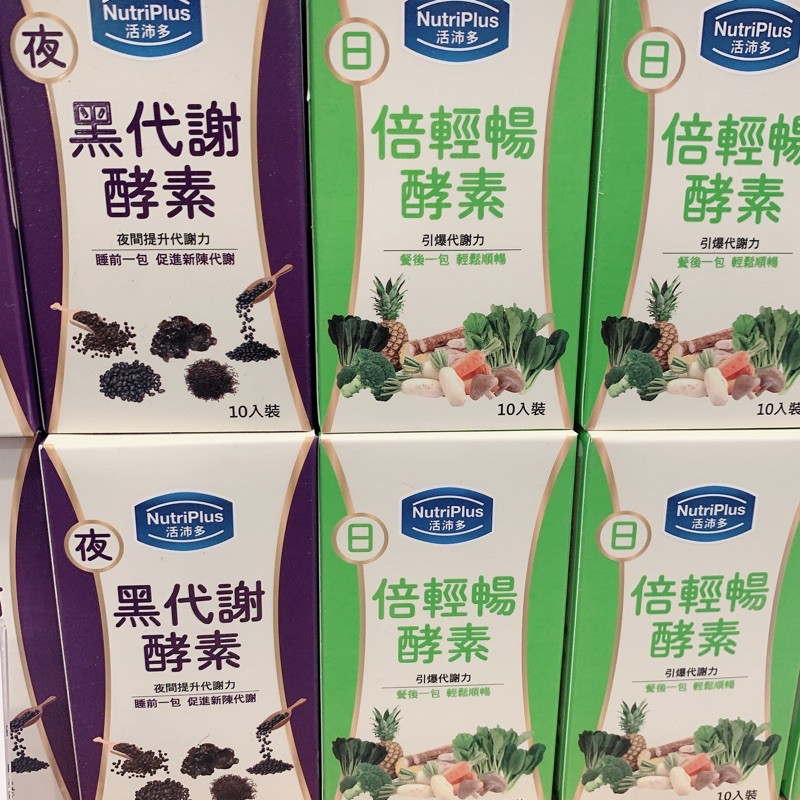 NutriPlus
活沛多
夜
黑代謝
酵素
夜間提升代謝力
睡前一包 促進新陳代謝
10入裝
NutriPlus
活沛多
日
倍輕暢
酵素
引爆代謝力
餐後一包 輕鬆順暢
10入裝
NutriPlus
活沛多
日
倍輕暢
酵素
引爆代謝力
餐後一包 輕鬆順暢
10入裝
NutriPlus
活沛多
夜
黑代謝
酵素
夜間提升代謝力
睡前一包 促進新陳代謝
NutriPlus
活沛多
日
倍輕暢
酵素
引爆代謝力
餐後一包 輕鬆順暢
10入裝
NutriPlus
活沛多
日
倍輕暢
酵素
引爆代謝力
餐後一包 輕鬆順暢
10入裝